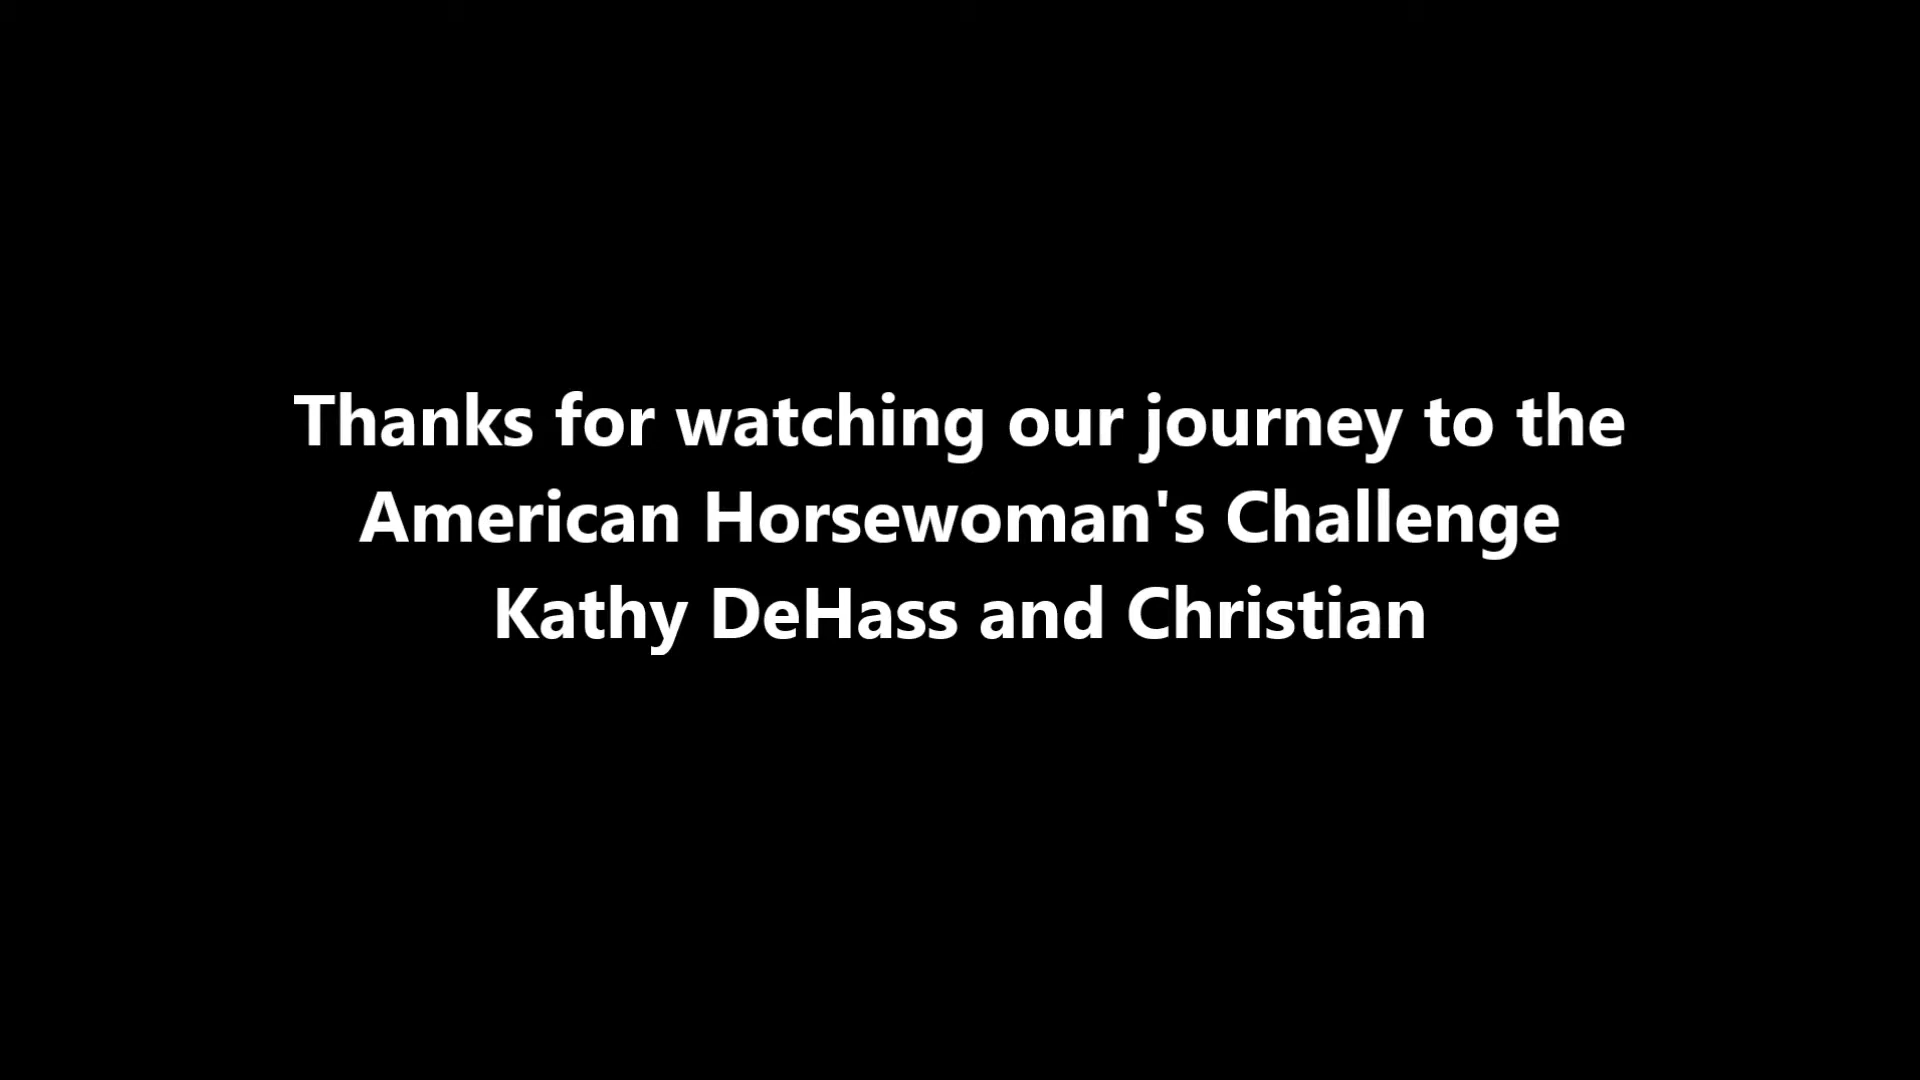 Thanks for watching our journey to the
American Horsewoman's Challenge
Kathy DeHass and Christian